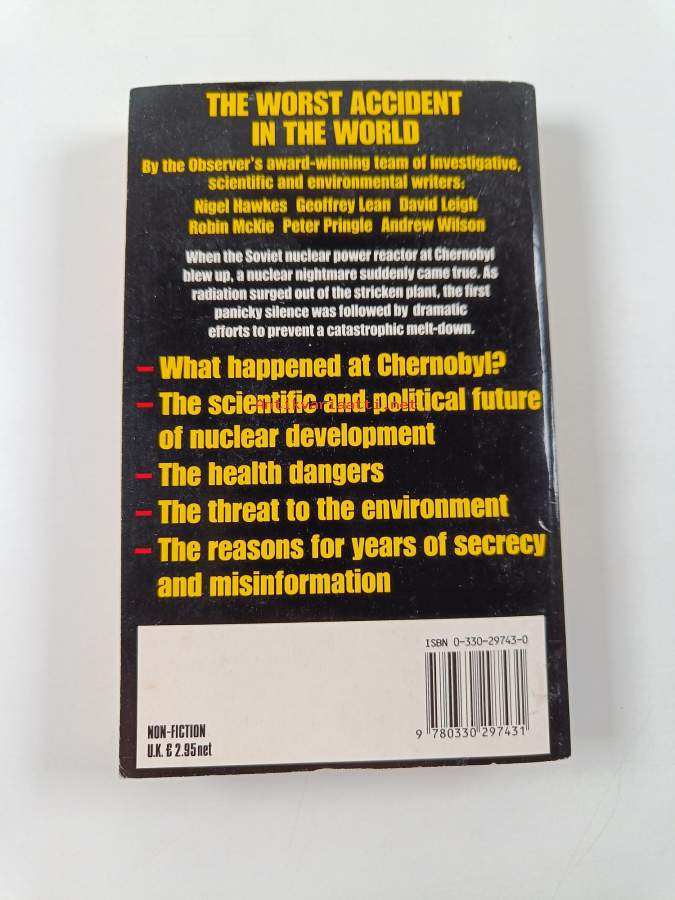 THE WORST ACCIDENT
IN THE WORLD
By the Observer's award-winning team of investigative,
scientific and environmental writers:
Nigel Hawkes Geoffrey Lean David Leigh
Robin McKie Peter Pringle Andrew Wilson
When the Soviet nuclear power reactor at Chernobyl
blew up, a nuclear nightmare suddenly came true. As
radiation surged out of the stricken plant, the first
panicky silence was followed by dramatic
efforts to prevent a catastrophic melt-down.
– What happened at Chernobyl?
– The scientific and political future
of nuclear development
– The health dangers
– The threat to the environment
– The reasons for years of secrecy
and misinformation
ISBN 0-330-29743-0
9 780330 297431
NON-FICTION
U.K. £ 2.95 net